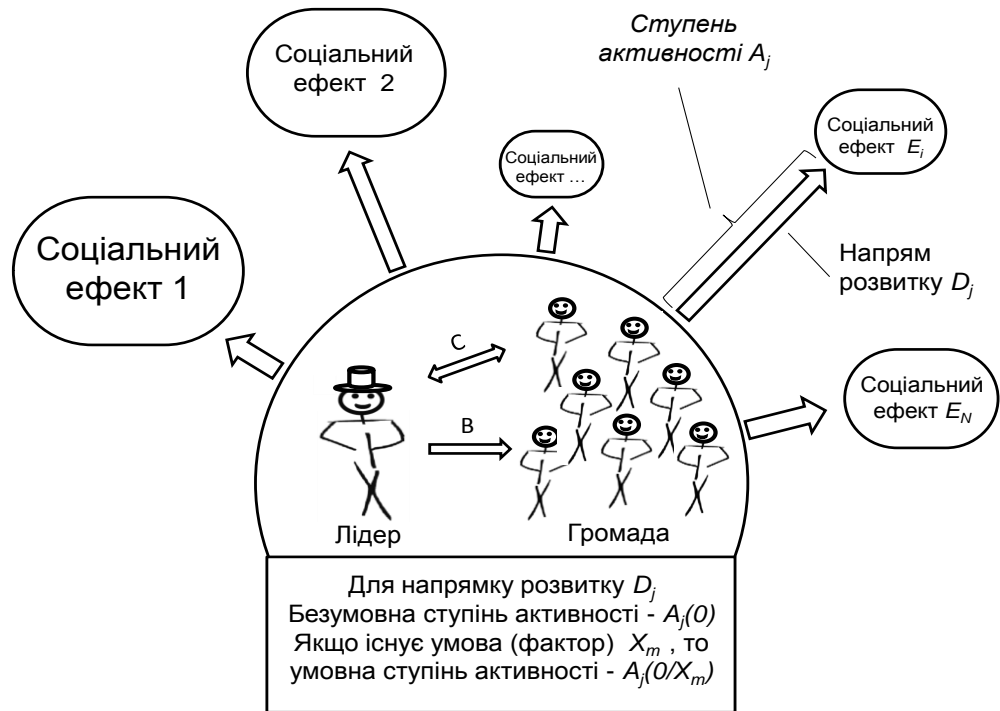 Соціальний
ефект 2
Ступень
активності Aj
Соціальний
ефект Ei
Соціальний
ефект ...
Соціальний
ефект 1
Напрям
розвитку Dj
C
B
Соціальний
ефект EN
Лідер
Громада
Для напрямку розвитку Dj
Безумовна ступінь активності - Aj(0)
Якщо існує умова (фактор) Xm , то
умовна ступінь активності - Aj(0/Xm)